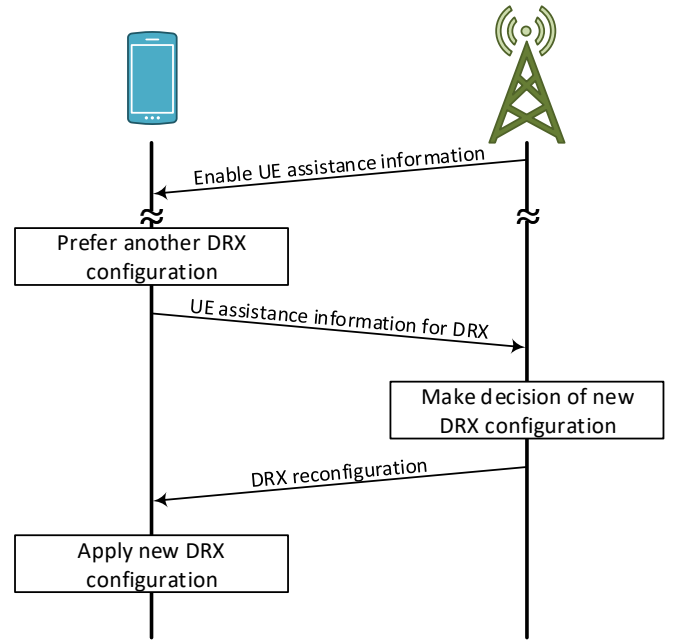 Enable UE assistance information
Prefer another DRX
configuration
UE assistance information for DRX
Make decision of new
DRX configuration
DRX reconfiguration
Apply new DRX
configuration